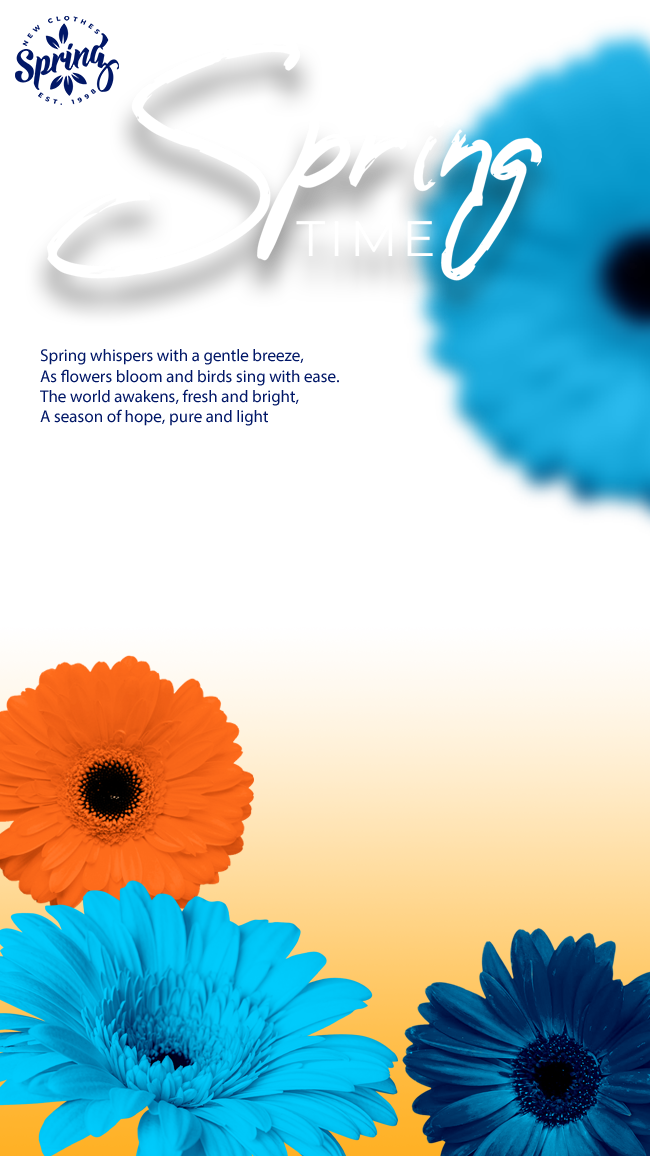 NEW CLOTHES
Spring
EST. 1998
Spring
TIME
Spring whispers with a gentle breeze,
As flowers bloom and birds sing with ease.
The world awakens, fresh and bright,
A season of hope, pure and light